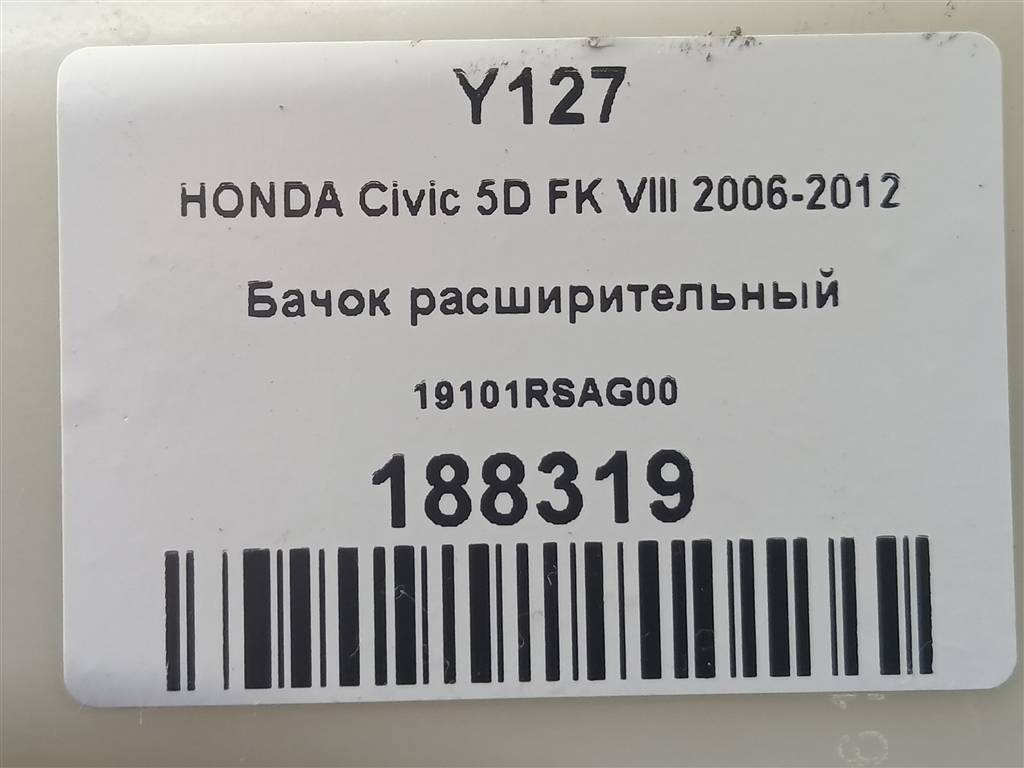 Y127
HONDA Civic 5D FK VIII 2006-2012
Бачок расширительный
19101RSAG00
188319